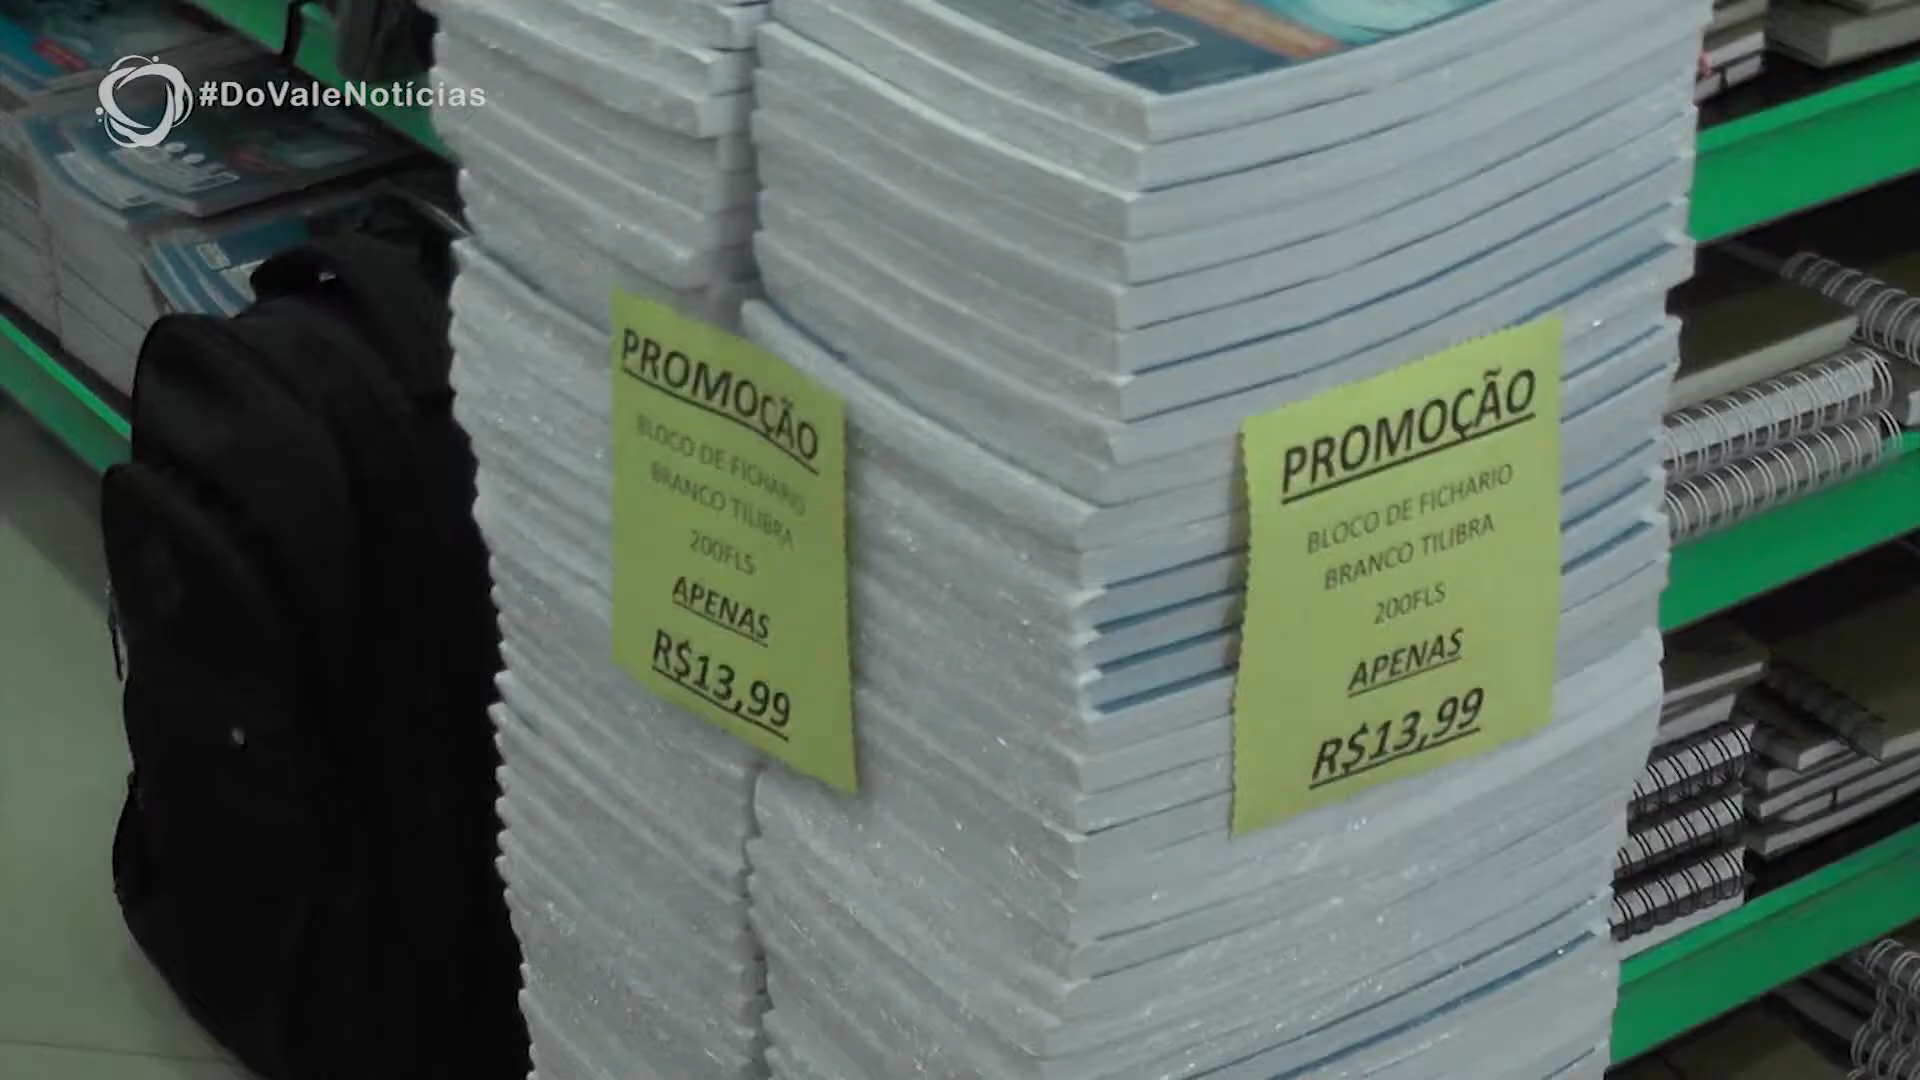 #DoValeNotícias
PROMOÇÃO
BLOCO DE FICHARIO
BRANCO TILIBRA
200FLS
APENAS
R$13,99
PROMOÇÃO
BLOCO DE FICHARIO
BRANCO TILIBRA
200FLS
APENAS
R$13,99